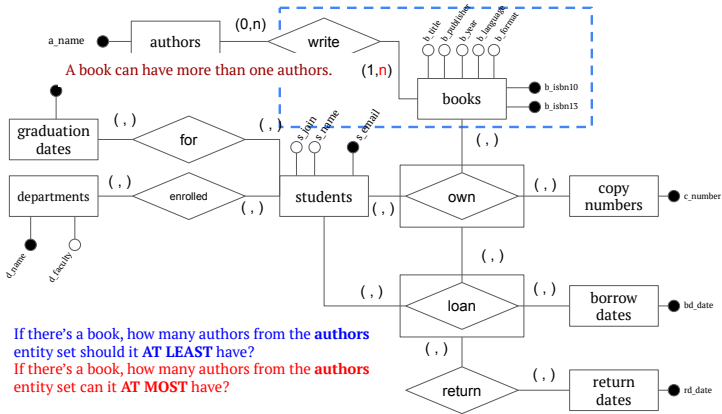 b_title
b_publisher
b_year
b_language
b_format
(0,n)
a_name
authors
write
A book can have more than one authors.
(1,n)
b_isbn10
books
b_isbn13
graduation
dates
( , )
for
( , )
s_join
s_name
s_email
( , )
departments
( , )
enrolled
( , )
students
( , )
own
( , )
copy
numbers
c_number
d_name
d_faculty
( , )
( , )
loan
( , )
borrow
dates
bd_date
If there's a book, how many authors from the authors
entity set should it AT LEAST have?
If there's a book, how many authors from the authors
entity set can it AT MOST have?
( , )
return
( , )
return
dates
rd_date